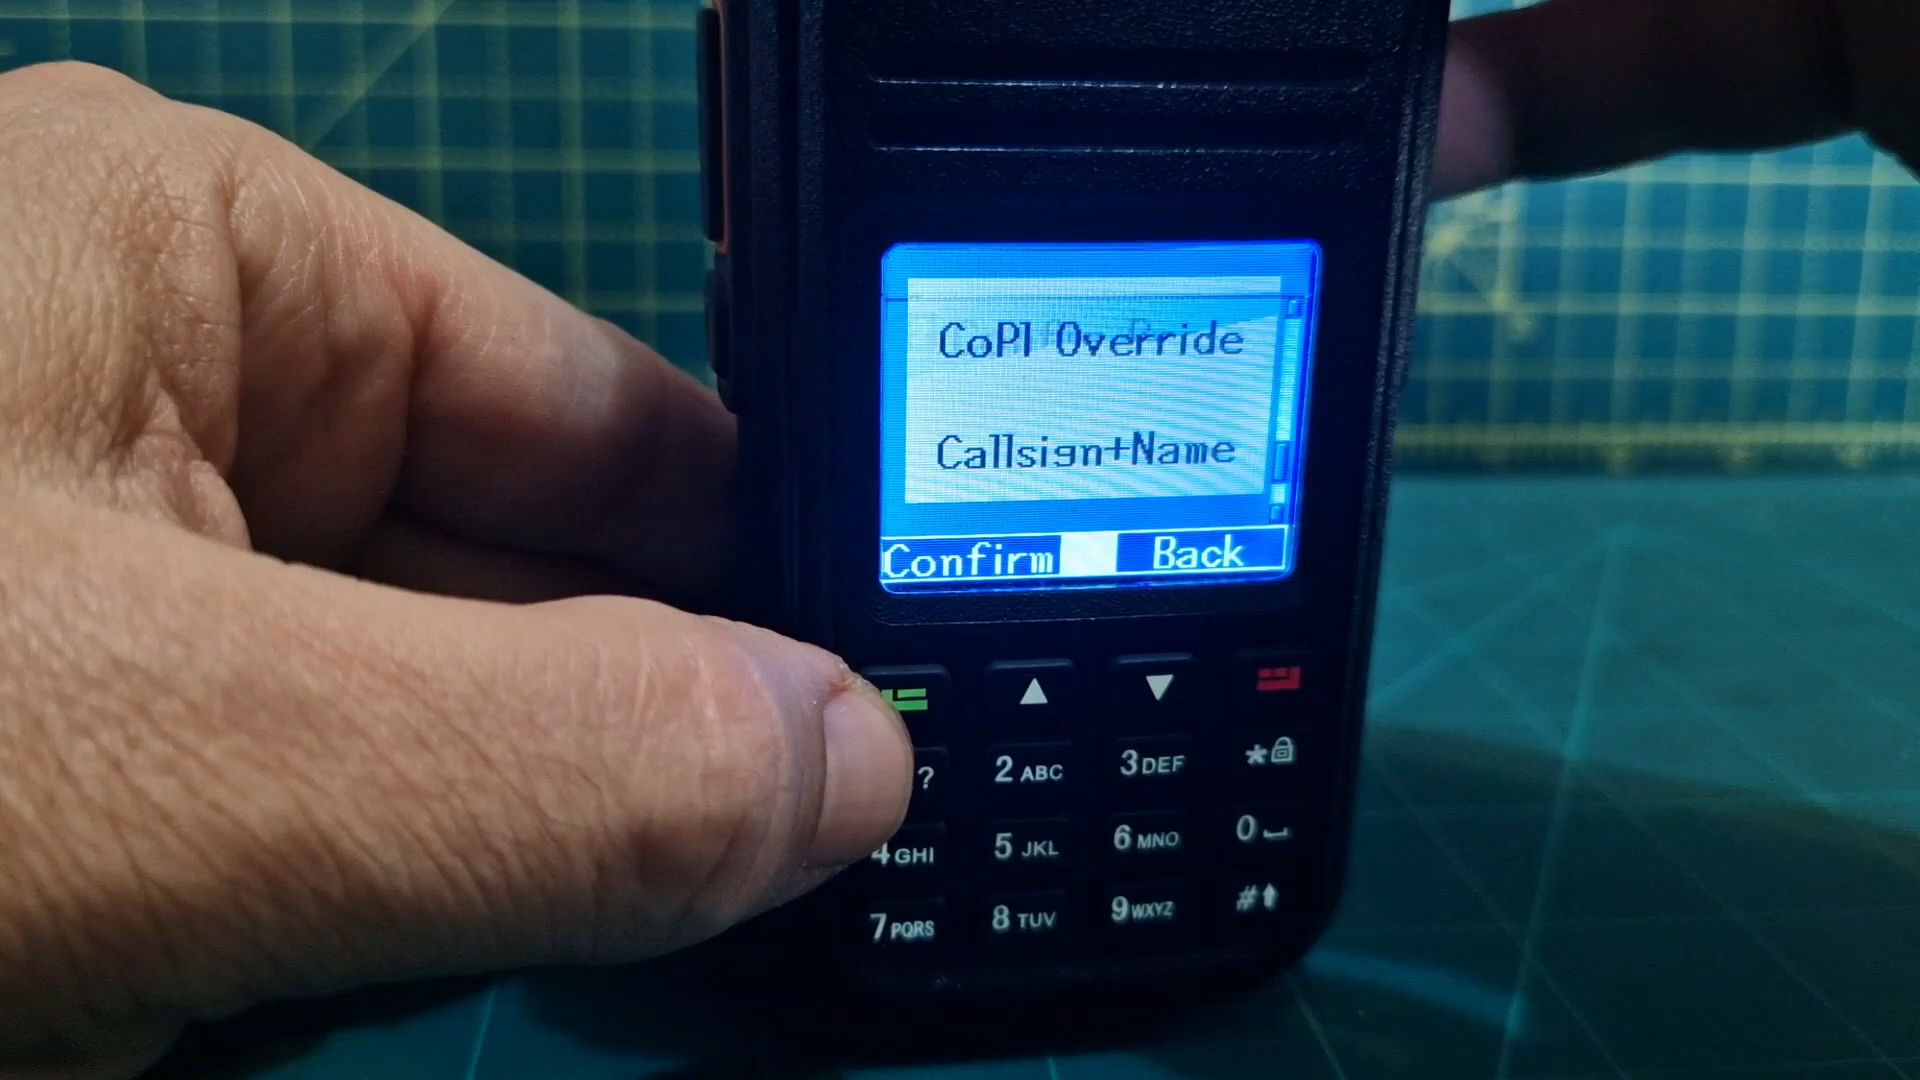 CoPl Override
Callsign+Name
Confirm Back
? 2 ABC 3 DEF *
4 GHI 5 JKL 6 MNO 0
7 PQRS 8 TUV 9 WXYZ #